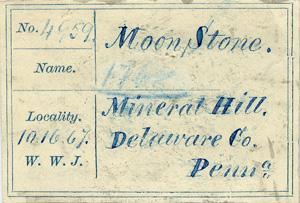 No. 4959.
Moon Stone.
Name.
Locality.
Mineral Hill.
10.16.67.
Delaware Co.
W. W. J.
Penna